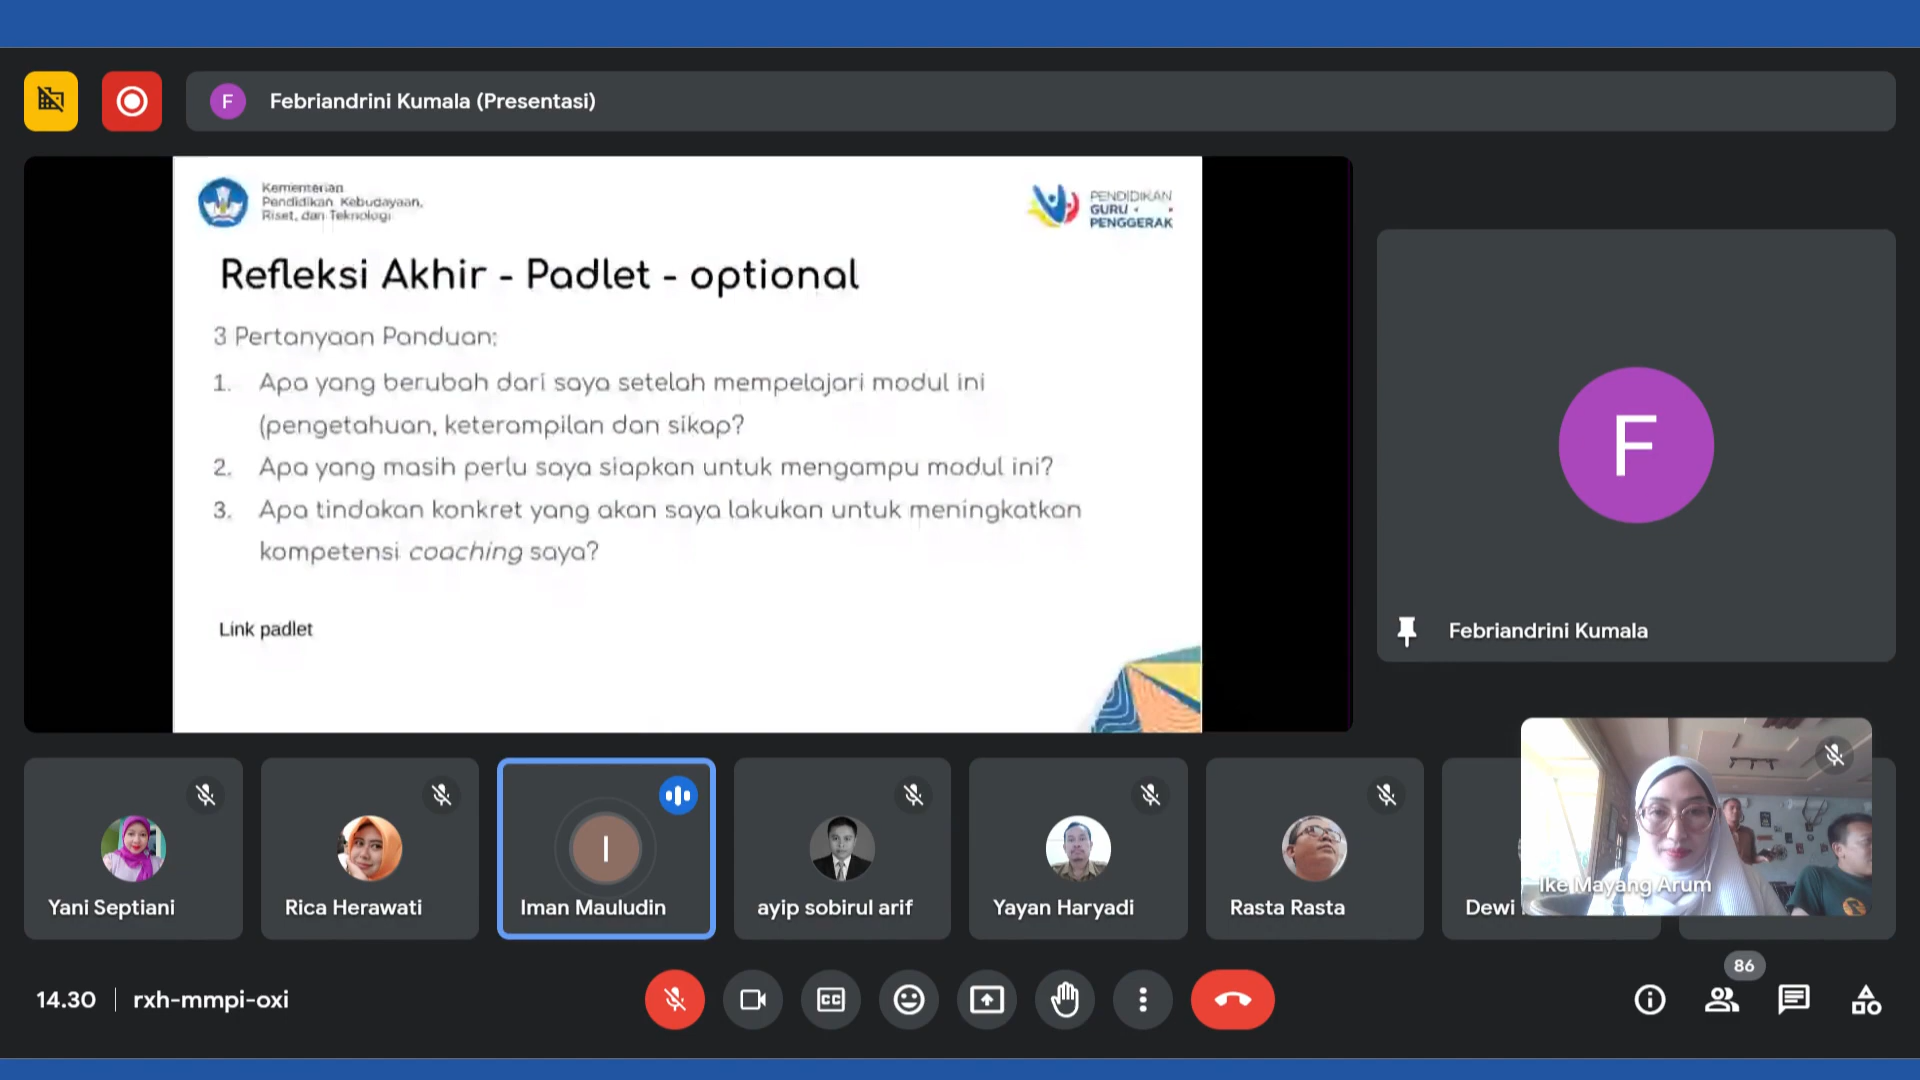 F
Febriandrini Kumala (Presentasi)
Kementerian
Pendidikan, Kebudayaan,
Riset, dan Teknologi
PENDIDIKAN
GURU
PENGGERAK
Refleksi Akhir - Padlet - optional
3 Pertanyaan Panduan:
1. Apa yang berubah dari saya setelah mempelajari modul ini
(pengetahuan, keterampilan dan sikap?
2. Apa yang masih perlu saya siapkan untuk mengampu modul ini?
3. Apa tindakan konkret yang akan saya lakukan untuk meningkatkan
kompetensi coaching saya?
Link padlet
F
Febriandrini Kumala
Yani Septiani
Rica Herawati
I
Iman Mauludin
ayip sobirul arif
Yayan Haryadi
Rasta Rasta
Dewi
Ike Mayang Arum
86
14.30
rxh-mmpi-oxi
CC